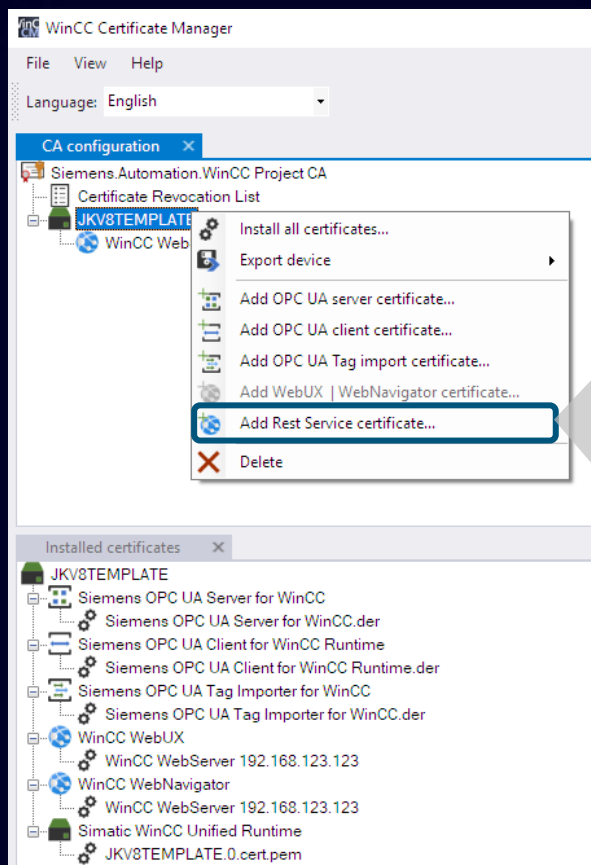 WinCC Certificate Manager
File View Help
Language: English
CA configuration
Siemens.Automation.WinCC Project CA
Certificate Revocation List
JKV8TEMPLATE
WinCC Web
Install all certificates...
Export device
Add OPC UA server certificate...
Add OPC UA client certificate...
Add OPC UA Tag import certificate...
Add WebUX | WebNavigator certificate...
Add Rest Service certificate...
Delete
Installed certificates
JKV8TEMPLATE
Siemens OPC UA Server for WinCC
Siemens OPC UA Server for WinCC.der
Siemens OPC UA Client for WinCC Runtime
Siemens OPC UA Client for WinCC Runtime.der
Siemens OPC UA Tag Importer for WinCC
Siemens OPC UA Tag Importer for WinCC.der
WinCC WebUX
WinCC WebServer 192.168.123.123
WinCC WebNavigator
WinCC WebServer 192.168.123.123
Simatic WinCC Unified Runtime
JKV8TEMPLATE.0.cert.pem